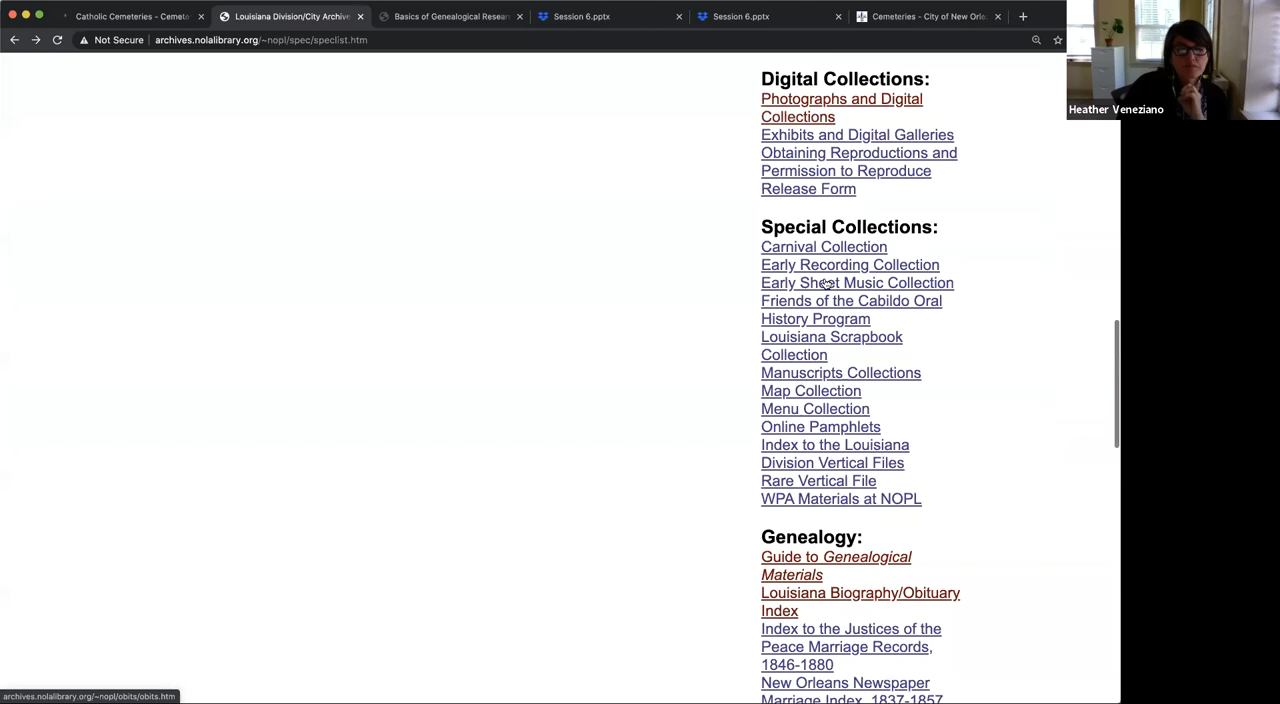 Catholic Cemeteries - Cemete
Louisiana Division/City Archive
Basics of Genealogical Resear
Session 6.pptx
Session 6.pptx
Cemeteries - City of New Orle
Not Secure
archives.nolalibrary.org/~nopl/spec/speclist.htm
Heather Veneziano
Digital Collections:
Photographs and Digital
Collections
Exhibits and Digital Galleries
Obtaining Reproductions and
Permission to Reproduce
Release Form
Special Collections:
Carnival Collection
Early Recording Collection
Early Sheet Music Collection
Friends of the Cabildo Oral
History Program
Louisiana Scrapbook
Collection
Manuscripts Collections
Map Collection
Menu Collection
Online Pamphlets
Index to the Louisiana
Division Vertical Files
Rare Vertical File
WPA Materials at NOPL
Genealogy:
Guide to Genealogical
Materials
Louisiana Biography/Obituary
Index
Index to the Justices of the
Peace Marriage Records,
1846-1880
New Orleans Newspaper
Marriage Index, 1837-1857
archives.nolalibrary.org/~nopl/obits/obits.htm